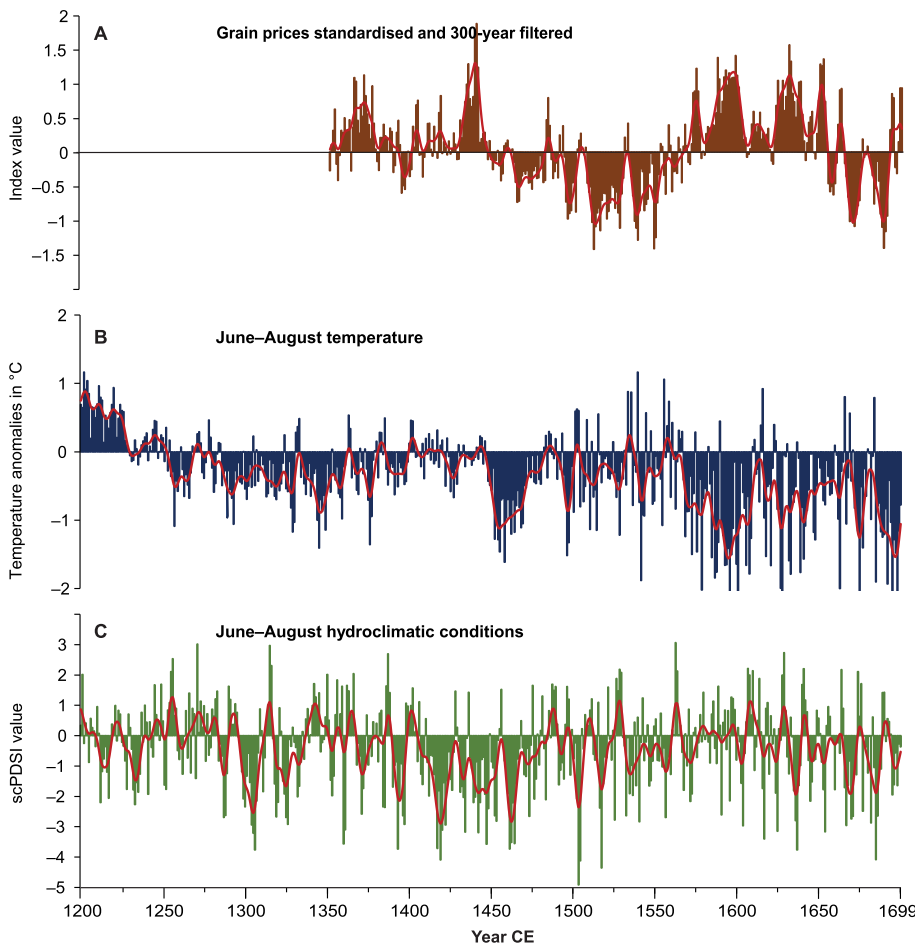 A
Grain prices standardised and 300-year filtered
Index value
2
1.5
1
0.5
0
–0.5
–1
–1.5
B
June–August temperature
Temperature anomalies in °C
2
1
0
–1
–2
C
June–August hydroclimatic conditions
scPDSI value
3
2
1
0
–1
–2
–3
–4
–5
1200 1250 1300 1350 1400 1450 1500 1550 1600 1650 1699
Year CE